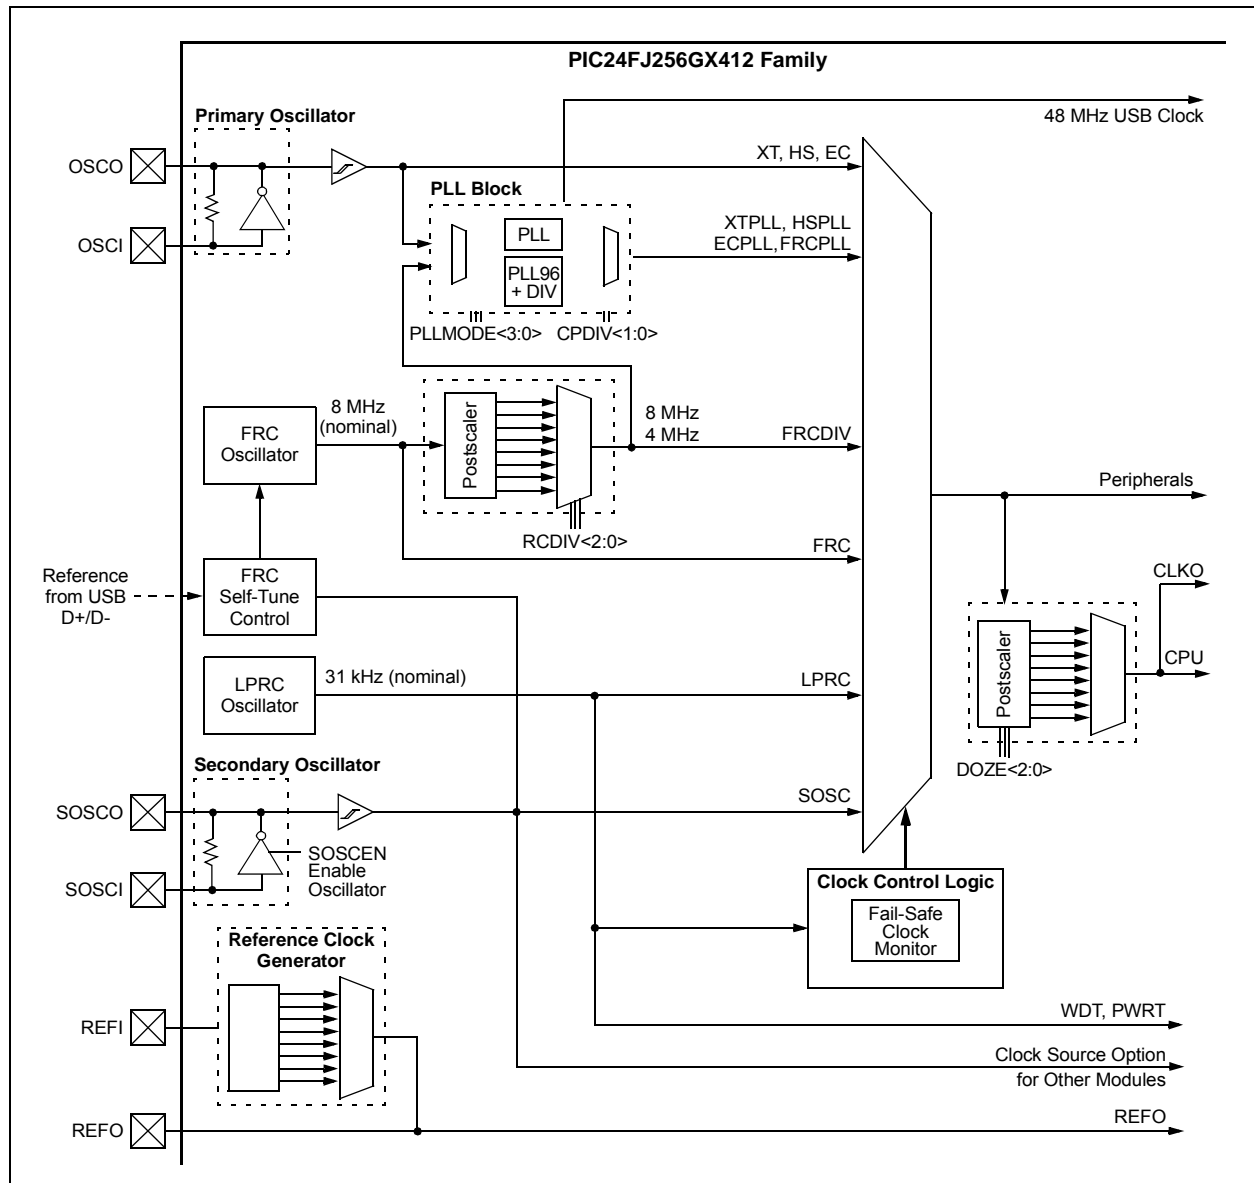 PIC24FJ256GX412 Family
Primary Oscillator
48 MHz USB Clock
OSCO
XT, HS, EC
PLL Block
OSCI
PLL
XTPLL, HSPLL
ECPLL,FRCPLL
PLL96
+ DIV
PLLMODE<3:0>
CPDIV<1:0>
FRC
Oscillator
8 MHz
(nominal)
Postscaler
8 MHz
4 MHz
FRCDIV
Peripherals
RCDIV<2:0>
FRC
Reference
from USB
D+/D-
FRC
Self-Tune
Control
CLKO
CPU
Postscaler
LPRC
Oscillator
31 kHz (nominal)
LPRC
DOZE<2:0>
Secondary Oscillator
SOSCO
SOSC
SOSCI
SOSCEN
Enable
Oscillator
Clock Control Logic
Fail-Safe
Clock
Monitor
Reference Clock
Generator
REFI
WDT, PWRT
Clock Source Option
for Other Modules
REFO
REFO